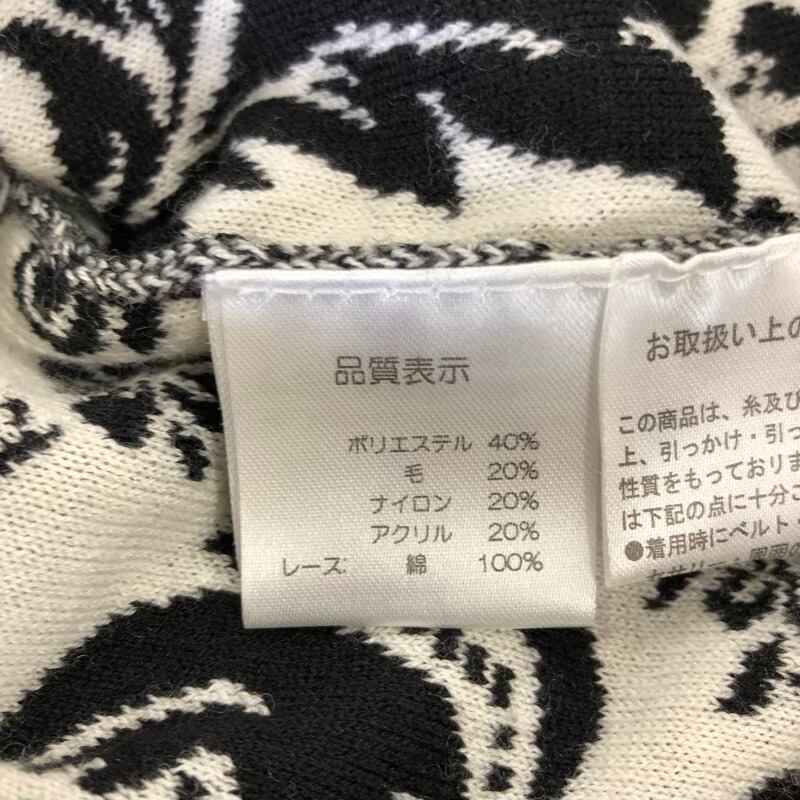 品質表示
ポリエステル 40%
毛 20%
ナイロン 20%
アクリル 20%
レース: 綿 100%
お取扱い上の
この商品は、糸及び
上、引っかけ・引っ
性質をもっており
は下記の点に十分ご
●着用時にベルト・